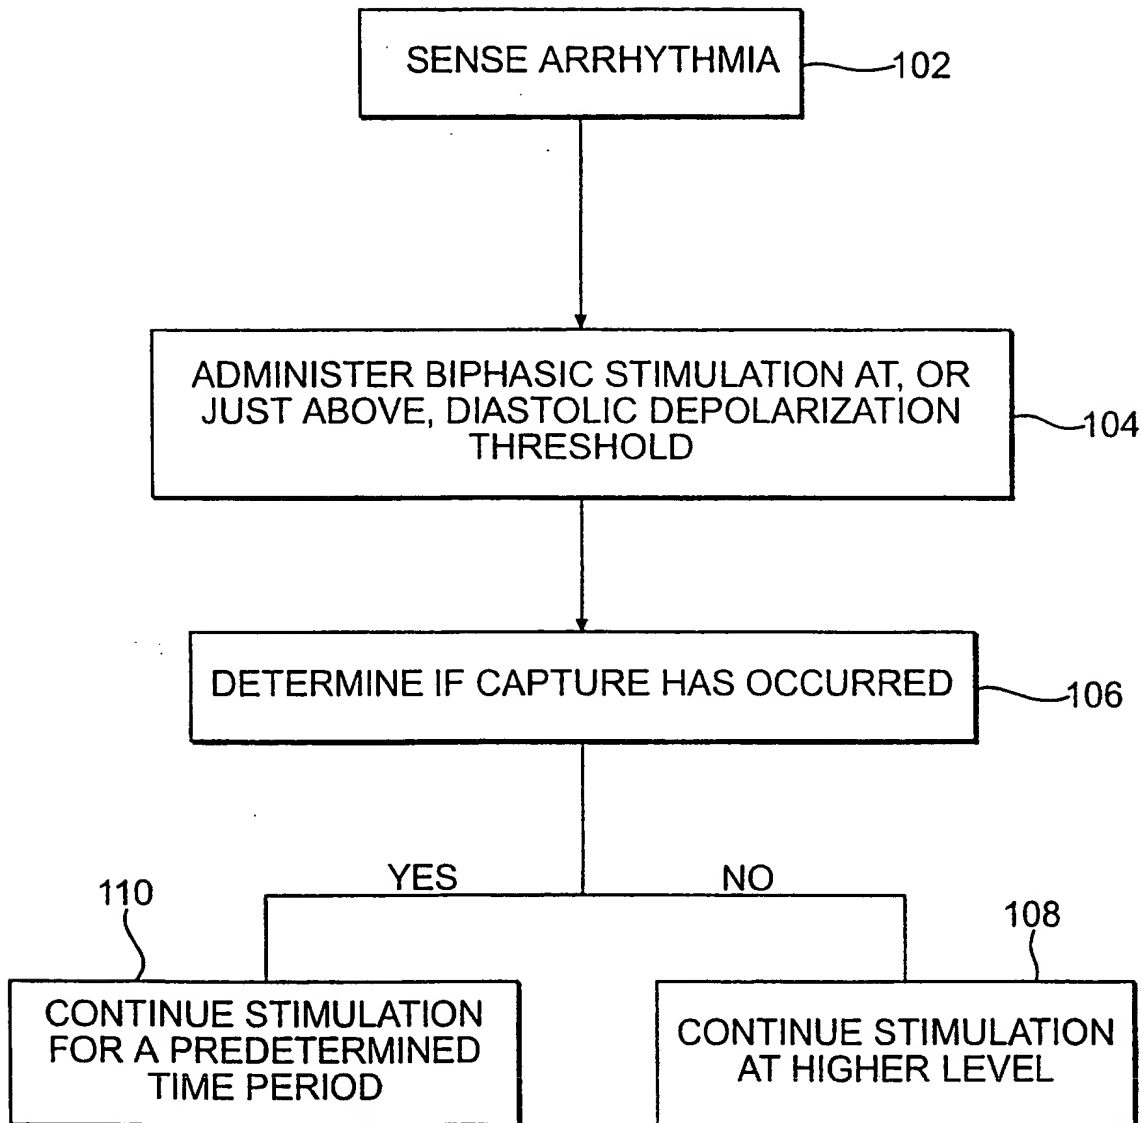 SENSE ARRHYTHMIA
102
ADMINISTER BIPHASIC STIMULATION AT, OR
JUST ABOVE, DIASTOLIC DEPOLARIZATION
THRESHOLD
104
DETERMINE IF CAPTURE HAS OCCURRED
106
YES
NO
110
108
CONTINUE STIMULATION
FOR A PREDETERMINED
TIME PERIOD
CONTINUE STIMULATION
AT HIGHER LEVEL